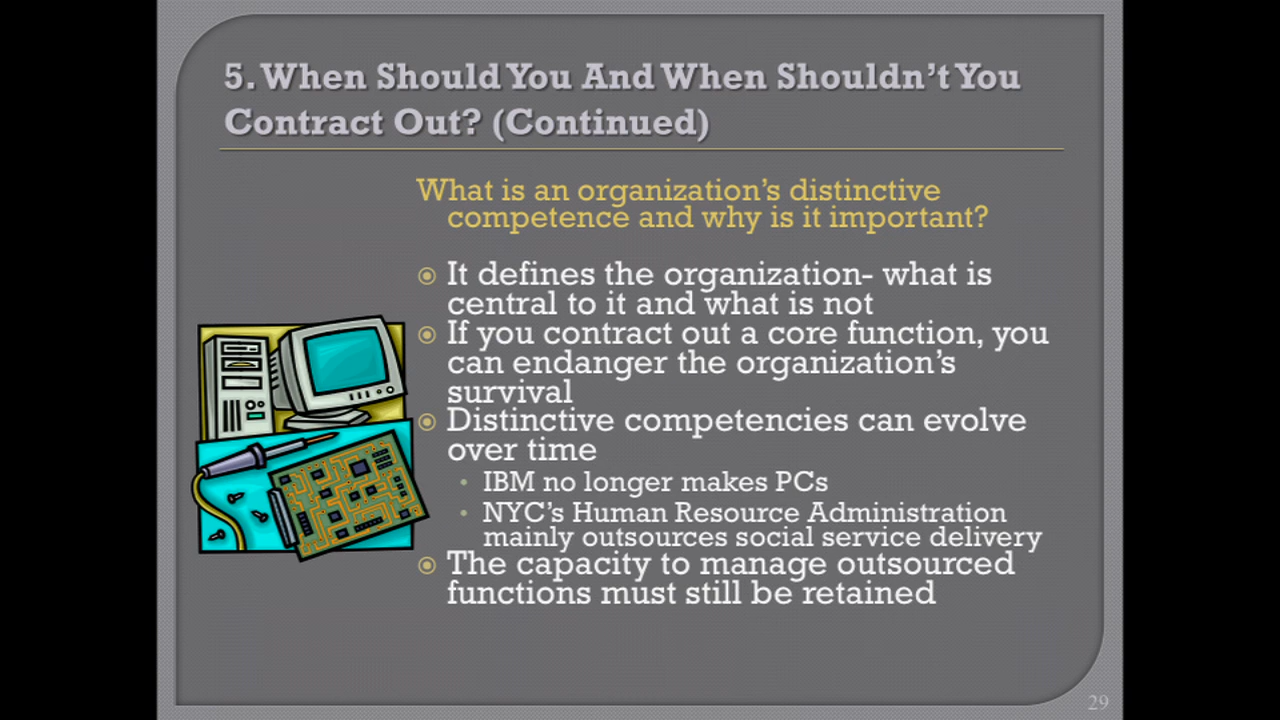 5. When Should You And When Shouldn't You
Contract Out? (Continued)
What is an organization's distinctive
competence and why is it important?
It defines the organization- what is
central to it and what is not
If you contract out a core function, you
can endanger the organization's
survival
Distinctive competencies can evolve
over time
IBM no longer makes PCs
NYC's Human Resource Administration
mainly outsources social service delivery
The capacity to manage outsourced
functions must still be retained
29